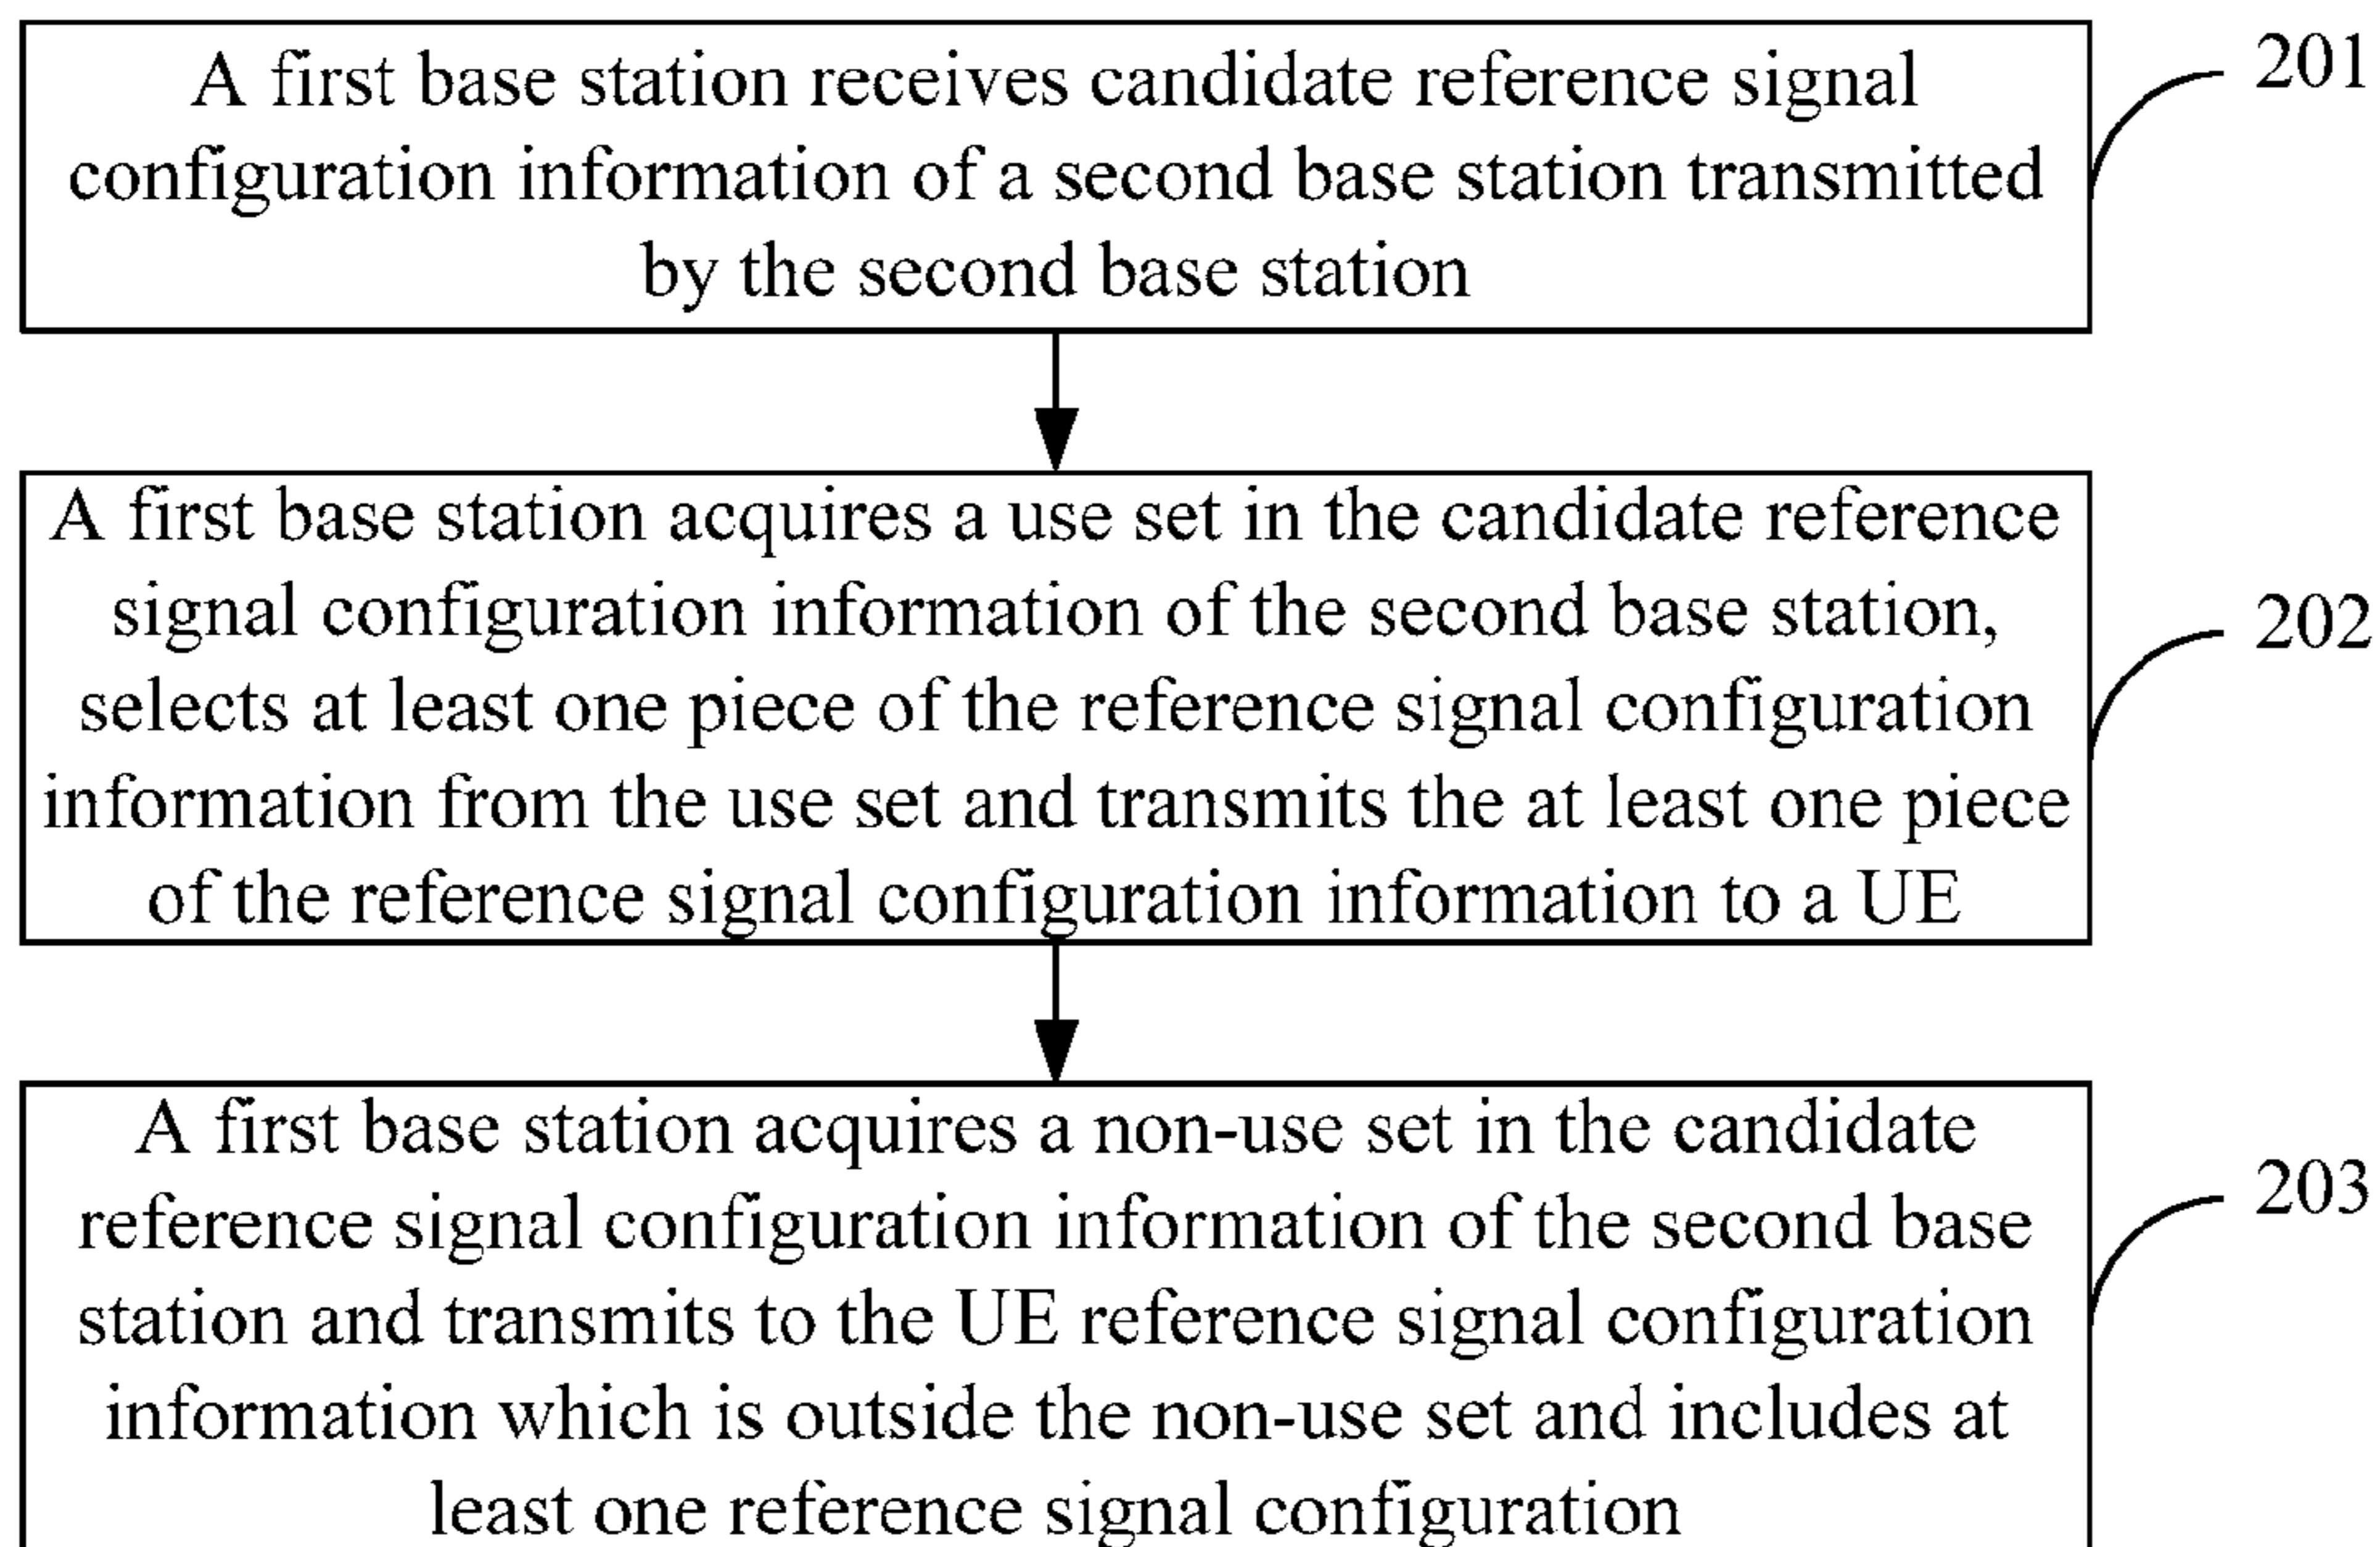 A first base station receives candidate reference signal
configuration information of a second base station transmitted
by the second base station
201
A first base station acquires a use set in the candidate reference
signal configuration information of the second base station,
selects at least one piece of the reference signal configuration
information from the use set and transmits the at least one piece
of the reference signal configuration information to a UE
202
A first base station acquires a non-use set in the candidate
reference signal configuration information of the second base
station and transmits to the UE reference signal configuration
information which is outside the non-use set and includes at
least one reference signal configuration
203